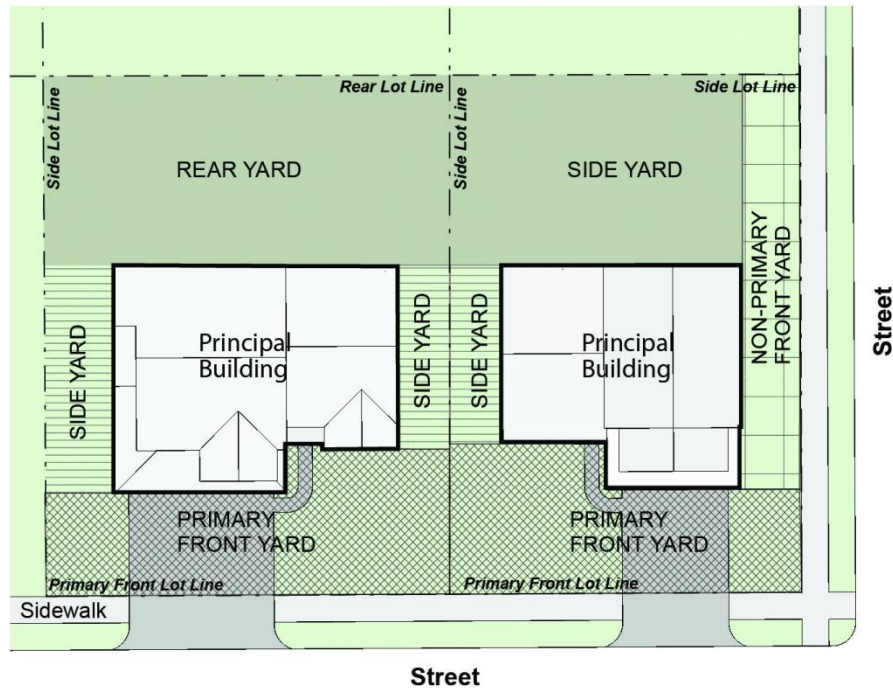 Rear Lot Line
Side Lot Line
Side Lot Line
Side Lot Line
REAR YARD
SIDE YARD
NON-PRIMARY
FRONT YARD
Street
Principal
Building
Principal
Building
SIDE YARD
SIDE YARD
SIDE YARD
PRIMARY
FRONT YARD
PRIMARY
FRONT YARD
Primary Front Lot Line
Primary Front Lot Line
Sidewalk
Street